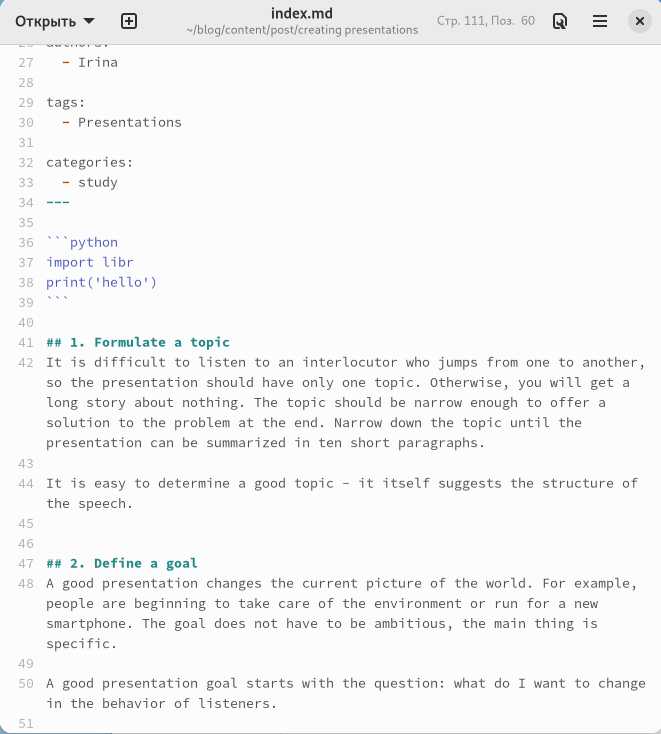 Открыть
index.md
~/blog/content/post/creating presentations
Стр. 111, Поз. 60
27 - Irina
28
29 tags:
30 - Presentations
31
32 categories:
33 - study
34 ---
35
36 ```python
37 import libr
38 print('hello')
39 ```
40
41 ## 1. Formulate a topic
42 It is difficult to listen to an interlocutor who jumps from one to another,
so the presentation should have only one topic. Otherwise, you will get a
long story about nothing. The topic should be narrow enough to offer a
solution to the problem at the end. Narrow down the topic until the
presentation can be summarized in ten short paragraphs.
43
44 It is easy to determine a good topic – it itself suggests the structure of
the speech.
45
46
47 ## 2. Define a goal
48 A good presentation changes the current picture of the world. For example,
people are beginning to take care of the environment or run for a new
smartphone. The goal does not have to be ambitious, the main thing is
specific.
49
50 A good presentation goal starts with the question: what do I want to change
in the behavior of listeners.
51